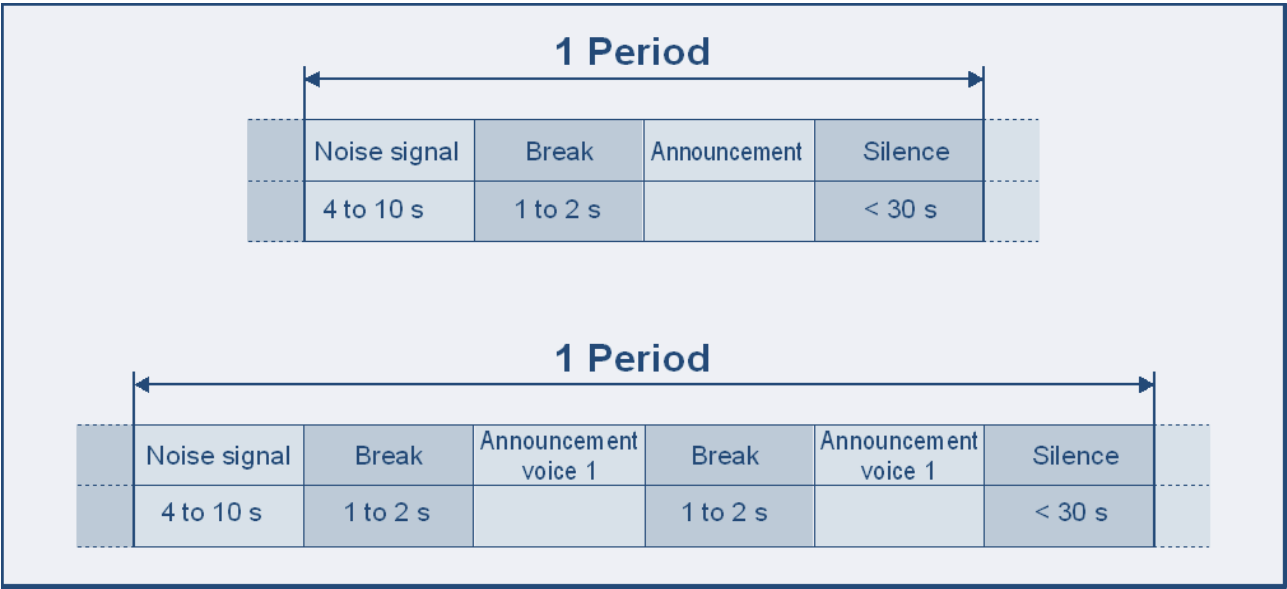 1 Period
Noise signal Break Announcement Silence
4 to 10 s 1 to 2 s < 30 s
1 Period
Noise signal Break Announcement voice 1 Break Announcement voice 1 Silence
4 to 10 s 1 to 2 s 1 to 2 s < 30 s